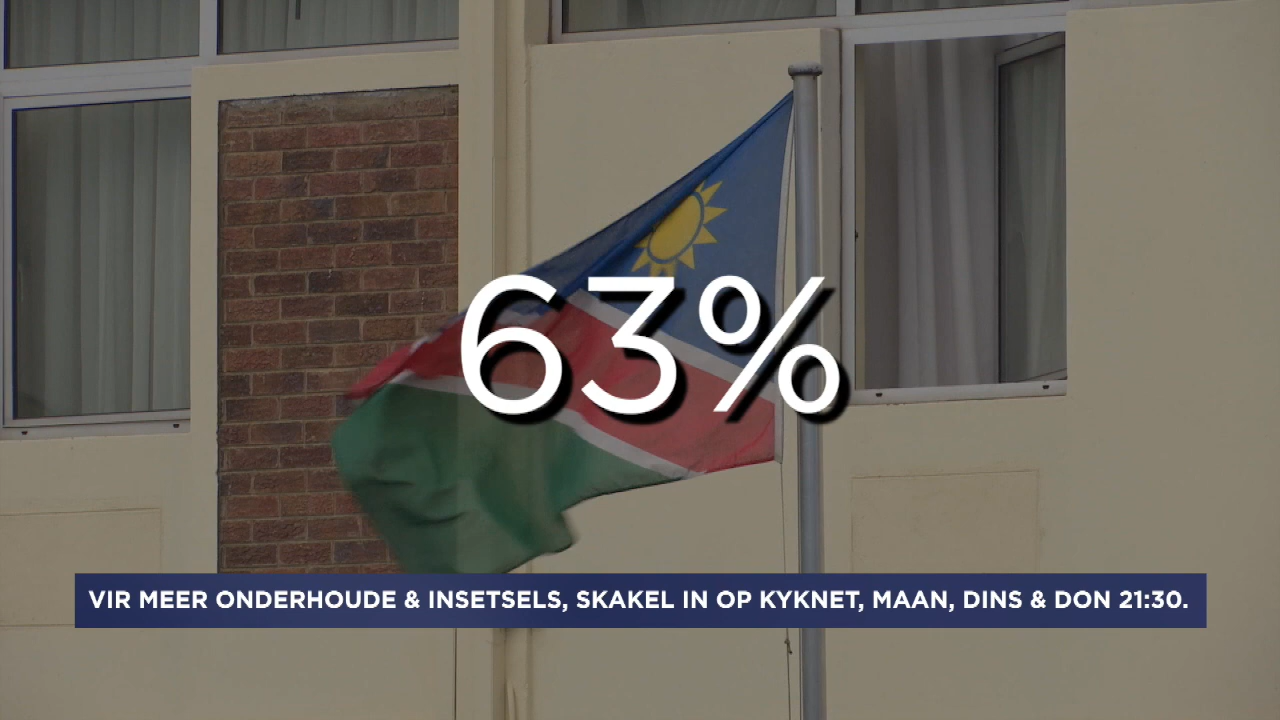 63%
VIR MEER ONDERHOUDE & INSETSELS, SKAKEL IN OP KYKNET, MAAN, DINS & DON 21:30.